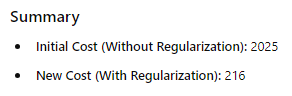 Summary
• Initial Cost (Without Regularization): 2025
• New Cost (With Regularization): 216